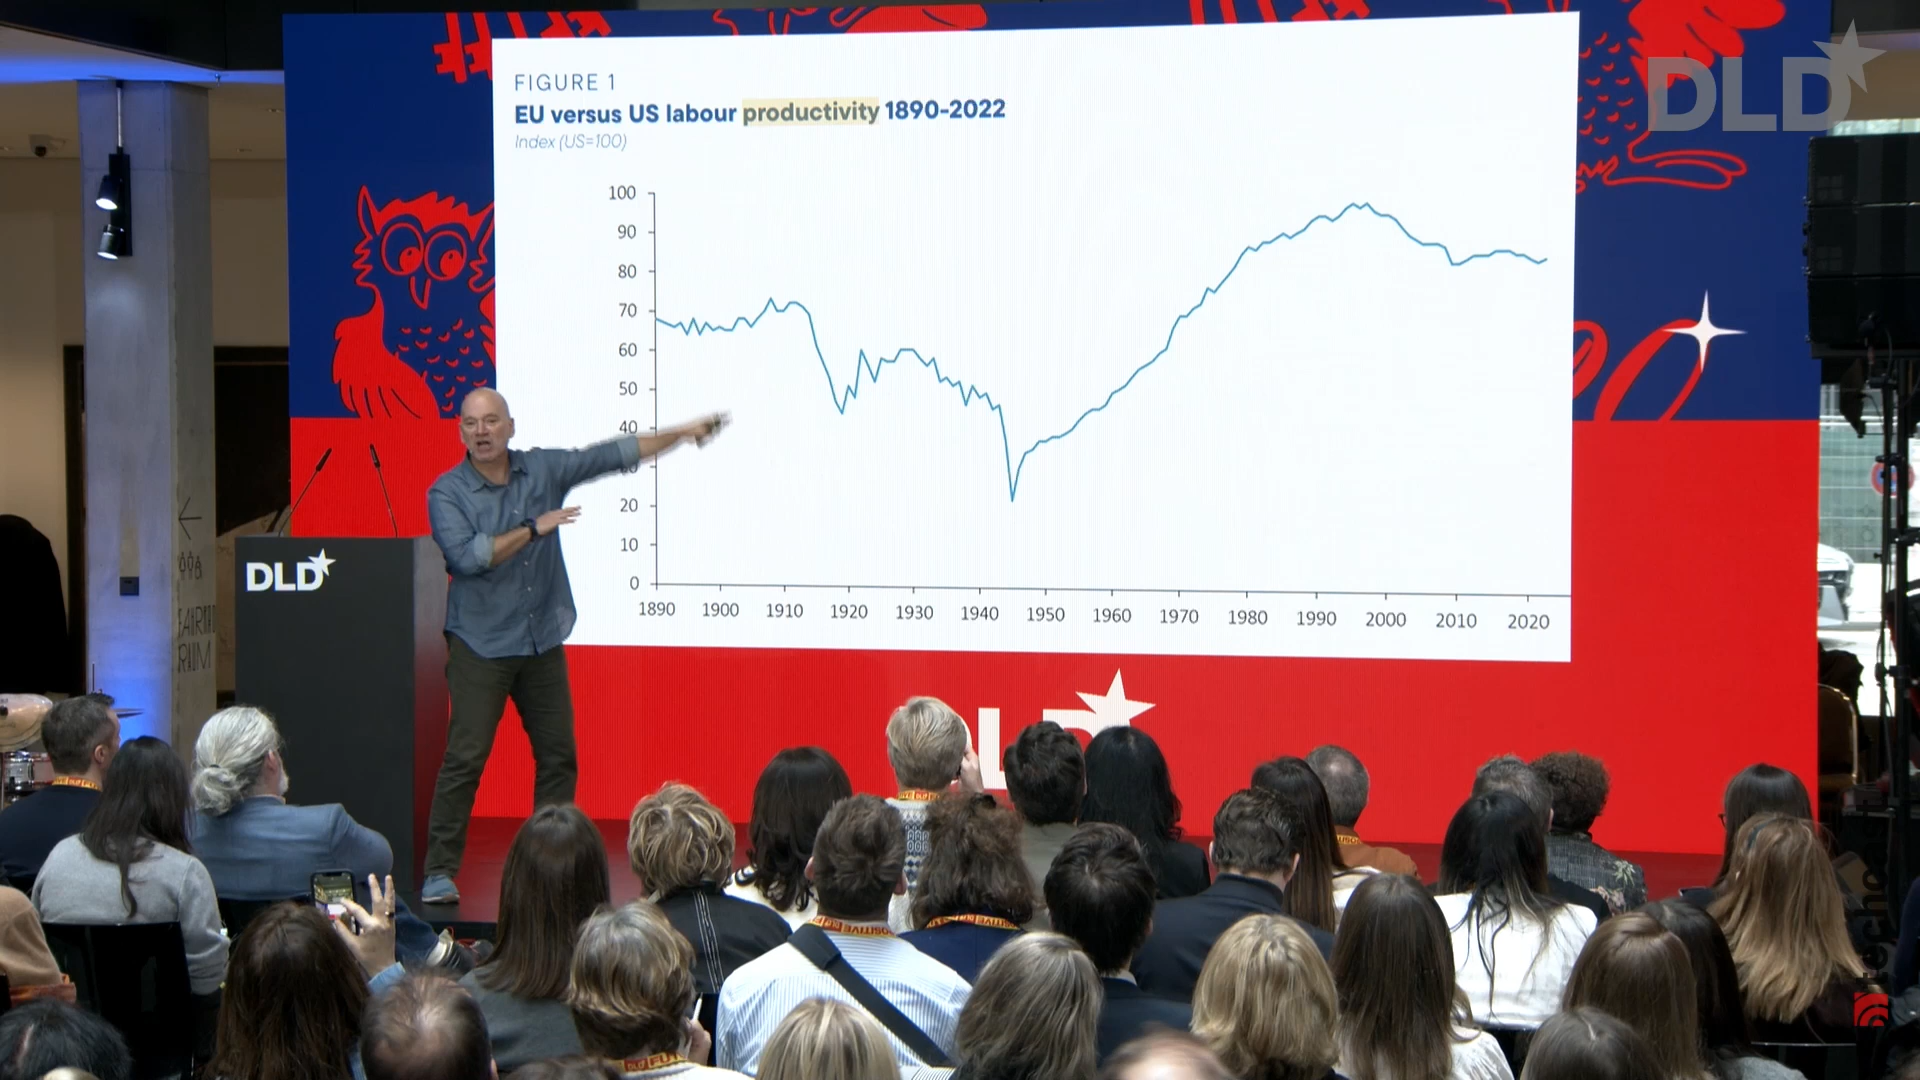 FIGURE 1
EU versus US labour productivity 1890-2022
Index (US=100)
100
90
80
70
60
50
40
20
10
0
1890 1900 1910 1920 1930 1940 1950 1960 1970 1980 1990 2000 2010 2020
DLD
DLD
techo